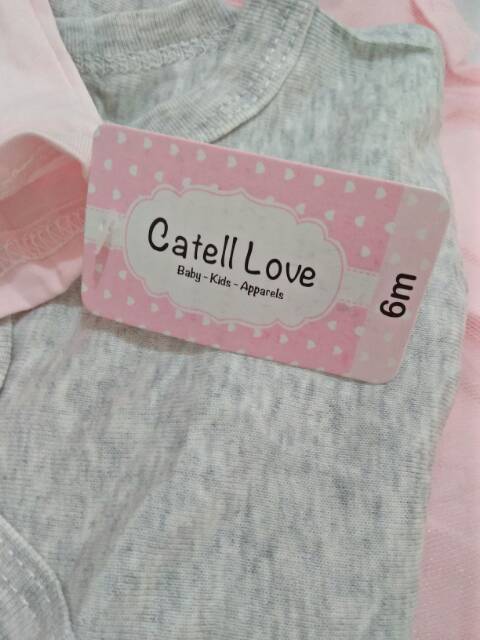 Catell Love
Baby - Kids - Apparels
6m